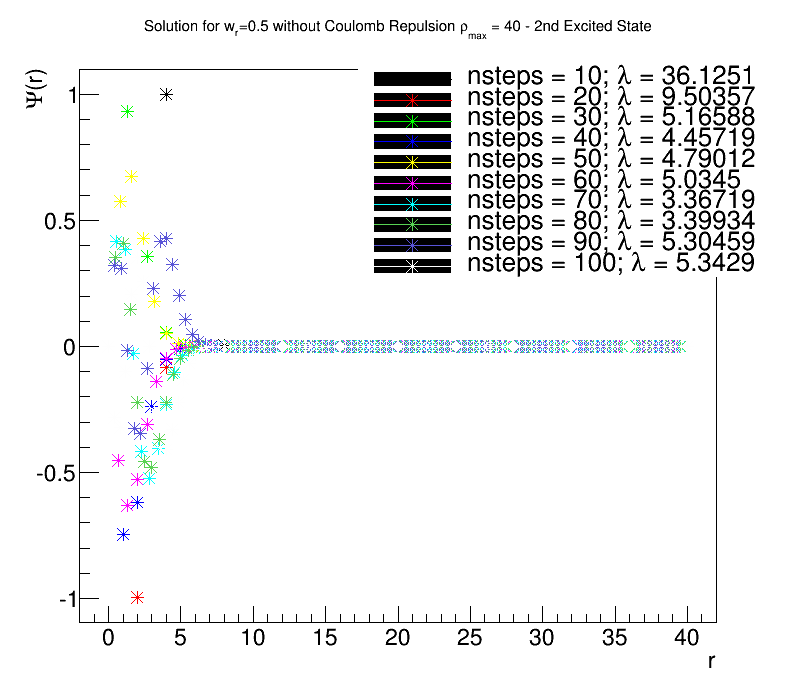 Solution for wr=0.5 without Coulomb Repulsion ρmax = 40 - 2nd Excited State
Ψ(r)
nsteps = 10; λ = 36.1251
nsteps = 20; λ = 9.50357
nsteps = 30; λ = 5.16588
nsteps = 40; λ = 4.45719
nsteps = 50; λ = 4.79012
nsteps = 60; λ = 5.0345
nsteps = 70; λ = 3.36719
nsteps = 80; λ = 3.39934
nsteps = 90; λ = 5.30459
nsteps = 100; λ = 5.3429
1
0.5
0
-0.5
-1
0 5 10 15 20 25 30 35 40
r